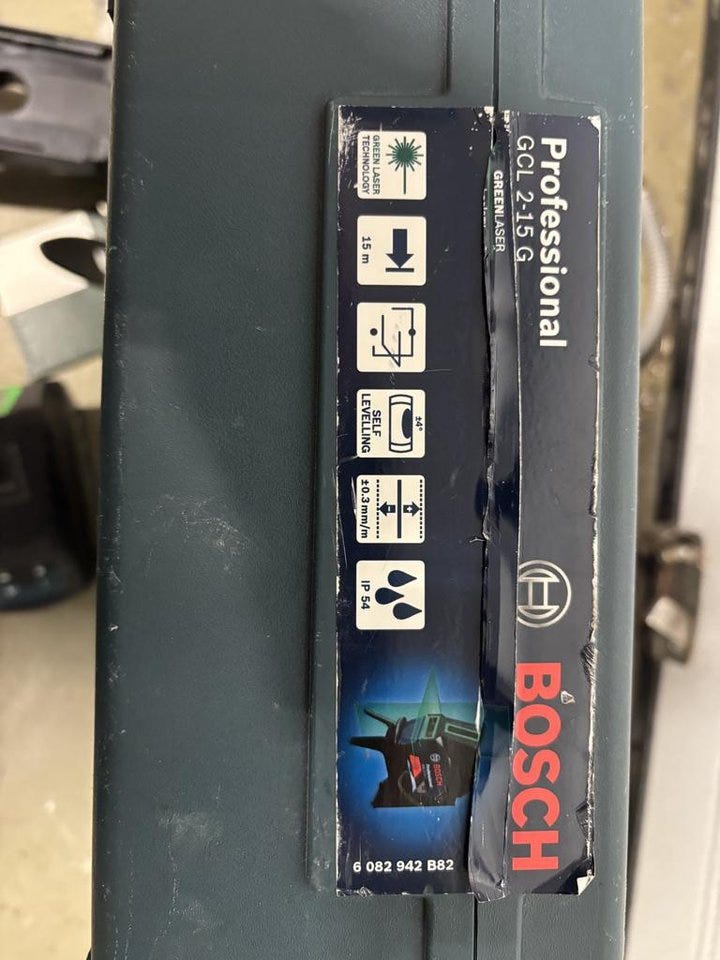 Professional
GCL 2-15 G
BOSCH
GREENLASER
GREEN LASER
TECHNOLOGY
15 m
±4°
SELF
LEVELLING
±0.3 mm/m
IP 54
BOSCH
6 082 942 B82